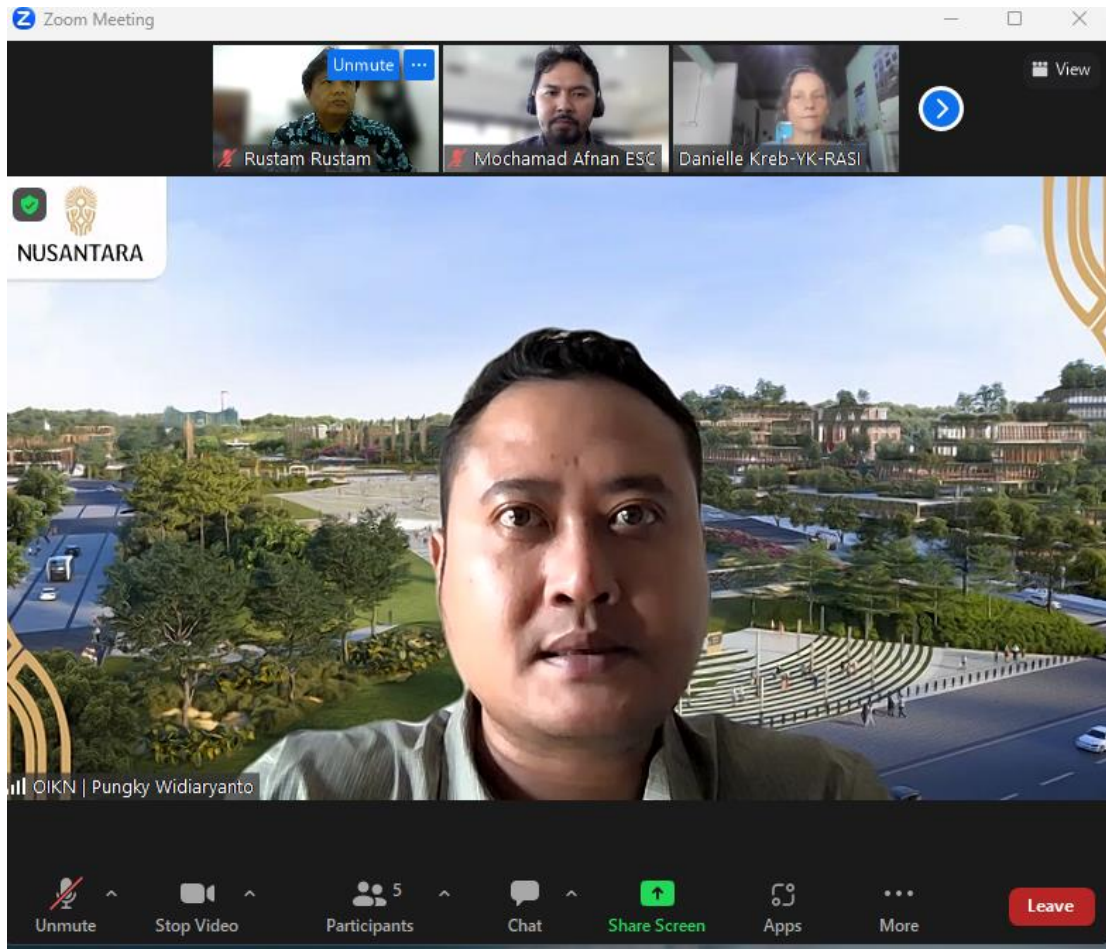 Zoom Meeting
Unmute
Rustam Rustam
Mochamad Afnan ESC
Danielle Kreb-YK-RASI
View
NUSANTARA
OIKN | Pungky Widiaryanto
5
Unmute
Stop Video
Participants
Chat
Share Screen
Apps
More
Leave